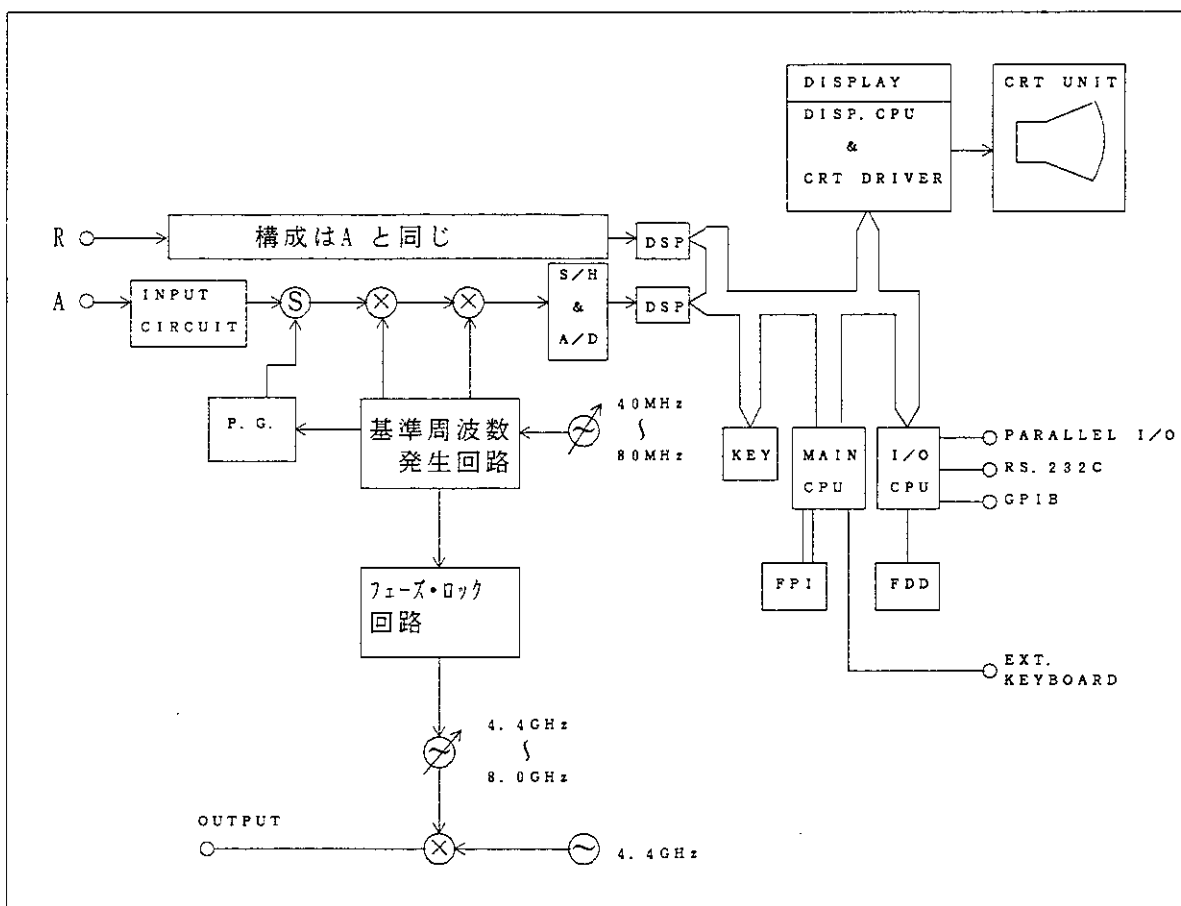 DISPLAY
DISP. CPU
&
CRT DRIVER
CRT UNIT
R
構成はA と同じ
DSP
A
INPUT
CIRCUIT
S
×
×
S/H
&
A/D
DSP
P. G.
基準周波数
発生回路
~
40MHz
~
80MHz
KEY
MAIN
CPU
I/O
CPU
PARALLEL I/O
RS. 232C
GPIB
FPI
FDD
フェーズ・ロック
回路
EXT.
KEYBOARD
~
4. 4GHz
~
8. 0GHz
OUTPUT
×
~
4. 4GHz